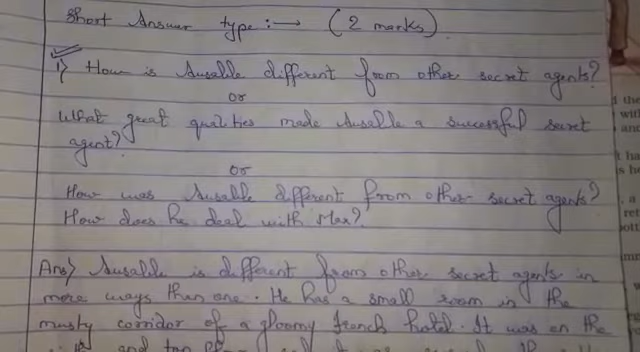 Short Answer type :→ (2 marks)
1) How is Ausable different from other secret agents?
or
What great qualities made Ausable a successful secret
agent?
or
How was Ausable different from other secret agents?
How does he deal with Max?
Ans) Ausable is different from other secret agents in
more ways than one. He has a small room in the
musty corridor of a gloomy French hotel. It was on the
and top